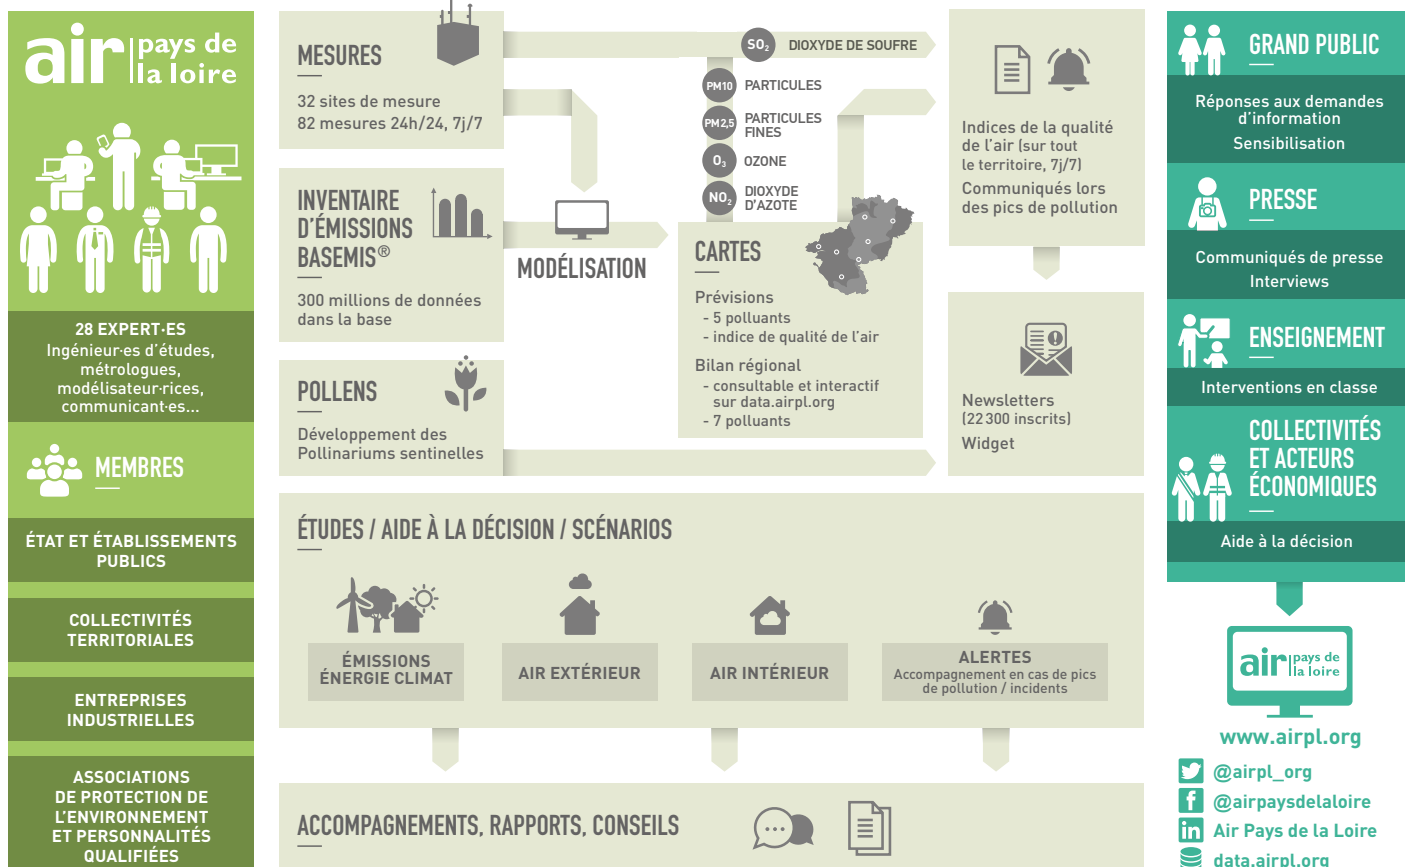 air pays de
la loire
28 EXPERT·ES
Ingénieur·es d'études,
métrologues,
modélisateur·rices,
communicant·es...
MEMBRES
ÉTAT ET ÉTABLISSEMENTS
PUBLICS
COLLECTIVITÉS
TERRITORIALES
ENTREPRISES
INDUSTRIELLES
ASSOCIATIONS
DE PROTECTION DE
L'ENVIRONNEMENT
ET PERSONNALITÉS
QUALIFIÉES
MESURES
32 sites de mesure
82 mesures 24h/24, 7j/7
INVENTAIRE
D'ÉMISSIONS
BASEMIS®
300 millions de données
dans la base
POLLENS
Développement des
Pollinariums sentinelles
MODÉLISATION
SO₂ DIOXYDE DE SOUFRE
PM10 PARTICULES
PM2,5 PARTICULES
FINES
O₃ OZONE
NO₂ DIOXYDE
D'AZOTE
CARTES
Prévisions
- 5 polluants
- indice de qualité de l'air
Bilan régional
- consultable et interactif
sur data.airpl.org
- 7 polluants
Indices de la qualité
de l'air (sur tout
le territoire, 7j/7)
Communiqués lors
des pics de pollution
Newsletters
(22 300 inscrits)
Widget
ÉTUDES / AIDE À LA DÉCISION / SCÉNARIOS
ÉMISSIONS
ÉNERGIE CLIMAT
AIR EXTÉRIEUR
AIR INTÉRIEUR
ALERTES
Accompagnement en cas de pics
de pollution / incidents
ACCOMPAGNEMENTS, RAPPORTS, CONSEILS
GRAND PUBLIC
Réponses aux demandes
d'information
Sensibilisation
PRESSE
Communiqués de presse
Interviews
ENSEIGNEMENT
Interventions en classe
COLLECTIVITÉS
ET ACTEURS
ÉCONOMIQUES
Aide à la décision
air pays de
la loire
www.airpl.org
@airpl_org
@airpaysdelaloire
Air Pays de la Loire
data.airpl.org